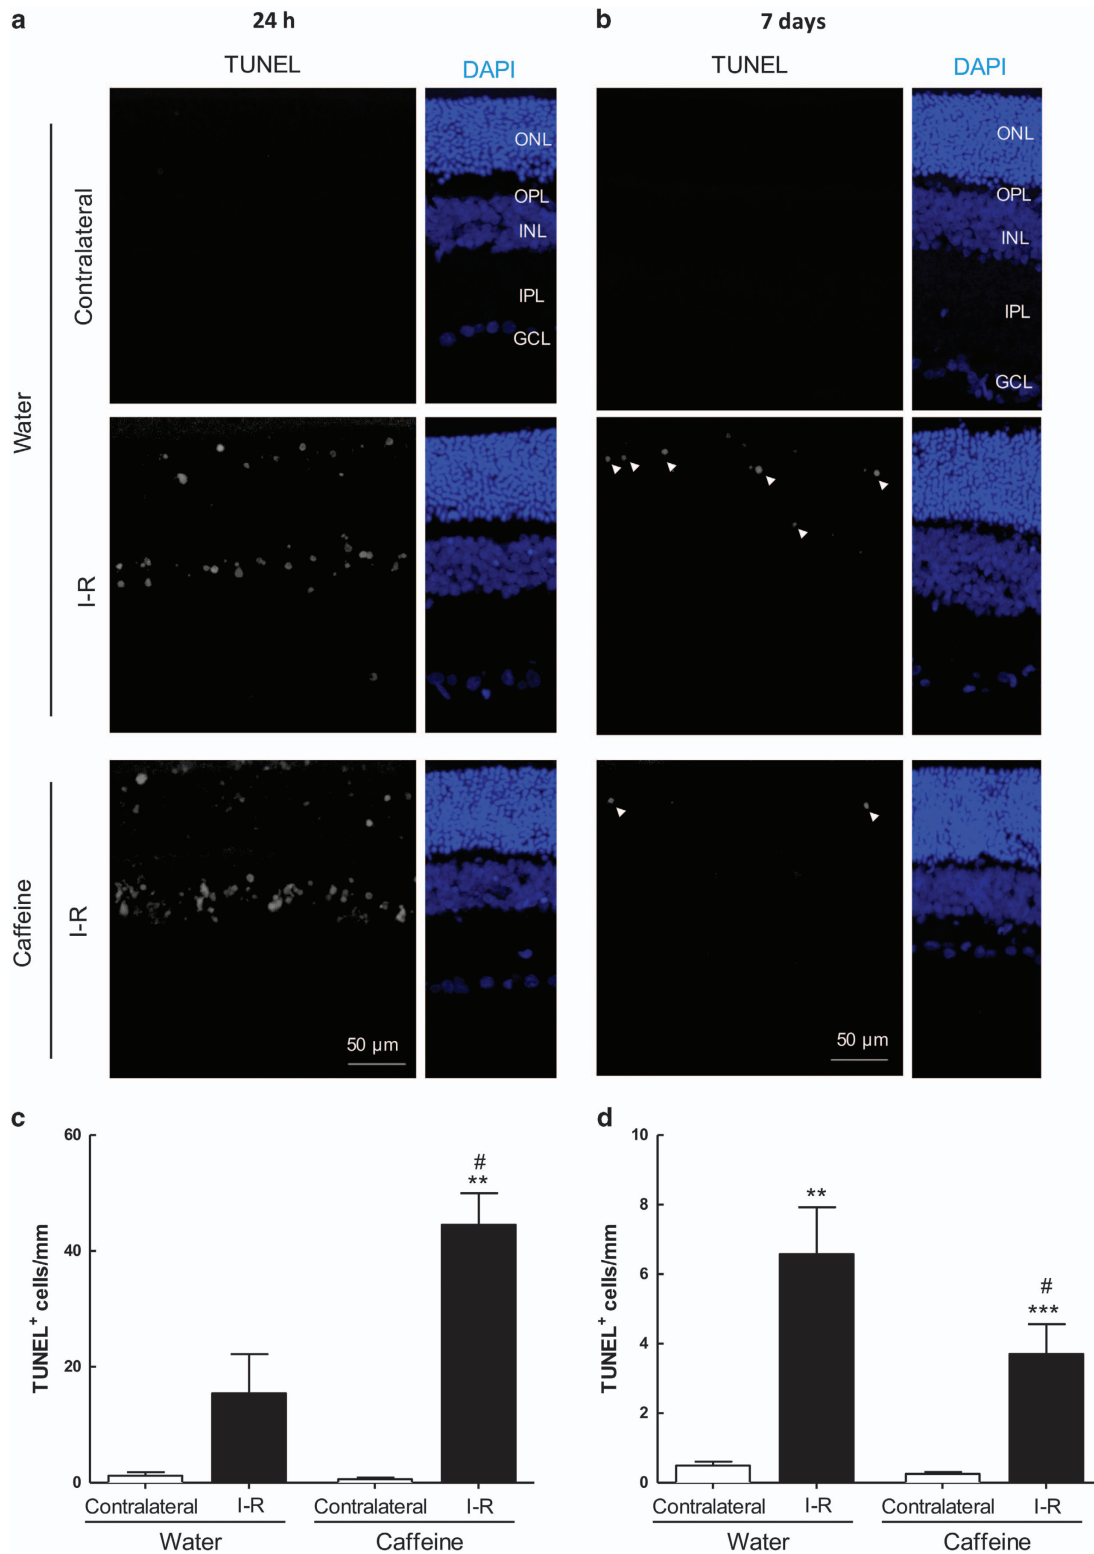 a
24 h
b
7 days
TUNEL
DAPI
TUNEL
DAPI
Water
Contralateral
ONL
OPL
INL
IPL
GCL
ONL
OPL
INL
IPL
GCL
I-R
Caffeine
I-R
50 µm
50 µm
c
60
40
20
0
TUNEL+ cells/mm
#
**
Contralateral
I-R
Contralateral
I-R
Water
Caffeine
d
10
8
6
4
2
0
TUNEL+ cells/mm
**
#
***
Contralateral
I-R
Contralateral
I-R
Water
Caffeine